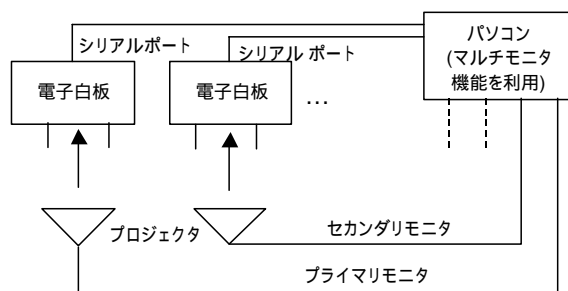 シリアルポート
シリアル ポート
パソコン
(マルチモニタ
機能を利用)
電子白板
電子白板
…
プロジェクタ
セカンダリモニタ
プライマリモニタ